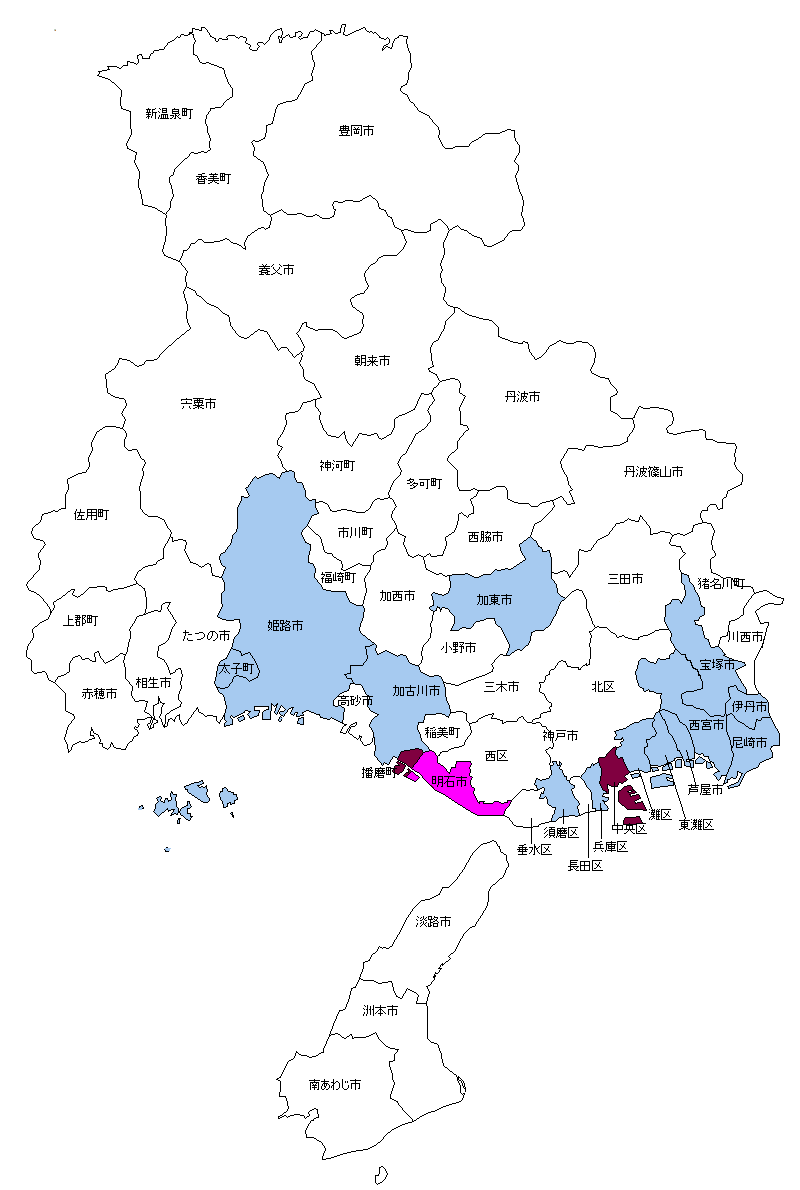 新温泉町
豊岡市
香美町
養父市
朝来市
丹波市
宍粟市
神河町
丹波篠山市
多可町
佐用町
市川町
西脇市
福崎町
三田市
猪名川町
加西市
加東市
上郡町
姫路市
たつの市
川西市
小野市
太子町
宝塚市
相生市
三木市
北区
赤穂市
加古川市
高砂市
伊丹市
西宮市
稲美町
神戸市
尼崎市
西区
播磨町
明石市
芦屋市
灘区
東灘区
中央区
須磨区
兵庫区
垂水区
長田区
淡路市
洲本市
南あわじ市